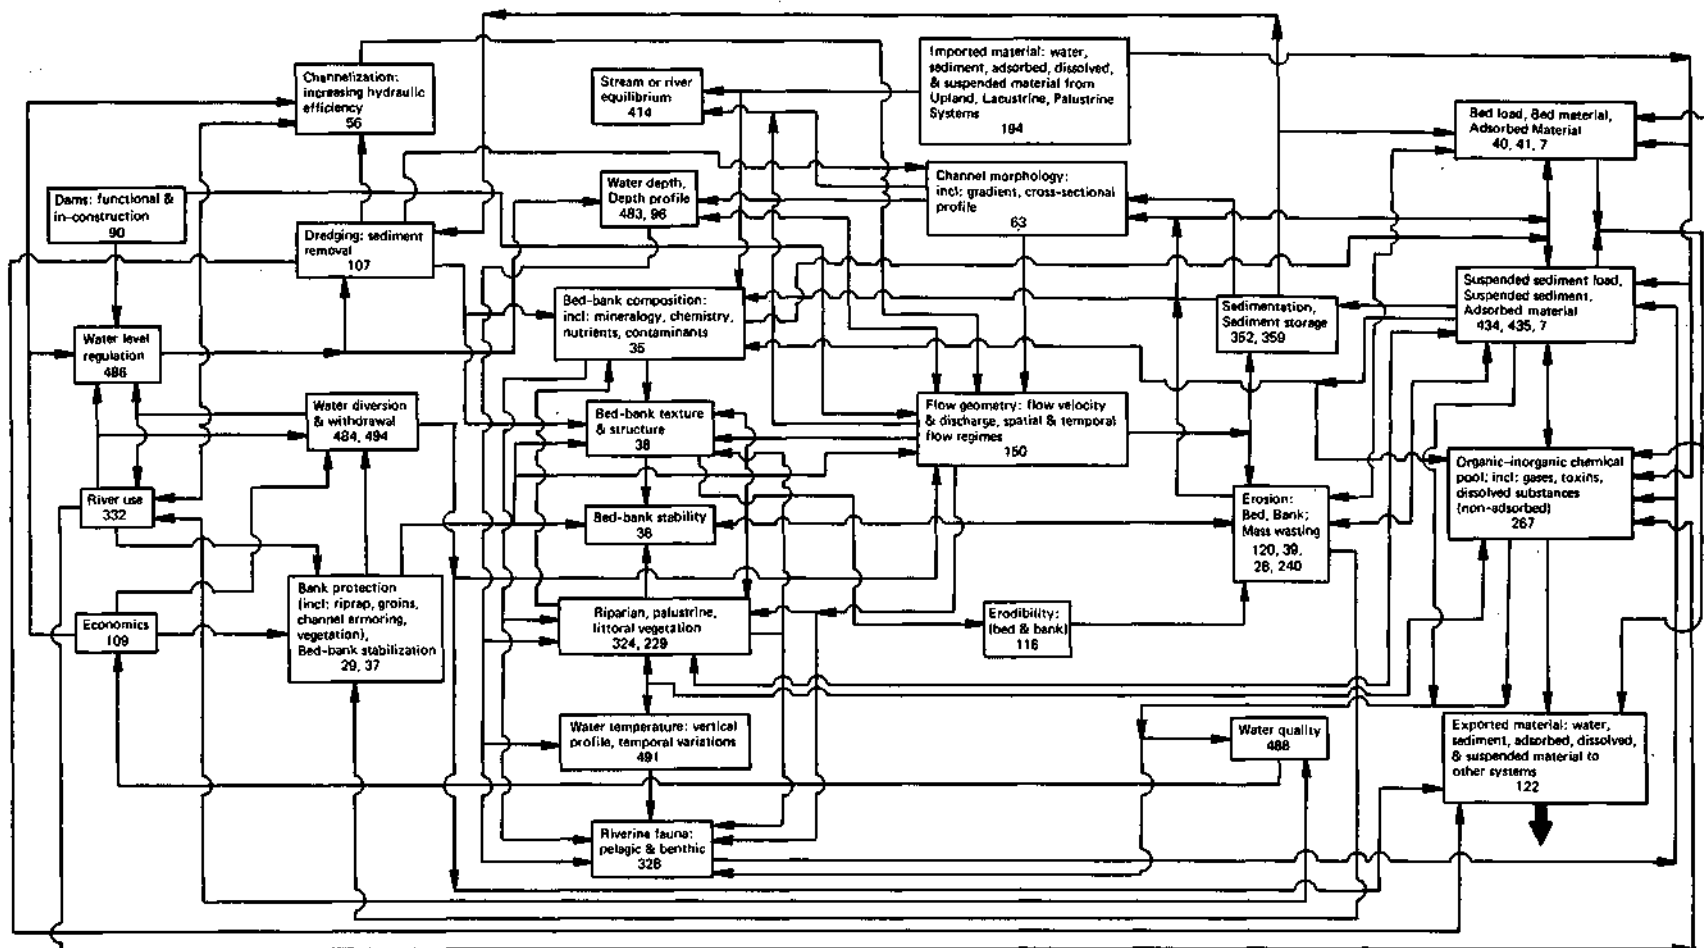 Channelization:
increasing hydraulic
efficiency
56
Stream or river
equilibrium
414
Imported material: water,
sediment, adsorbed, dissolved,
& suspended material from
Upland, Lacustrine, Palustrine
Systems
194
Bed load, Bed material,
Adsorbed Material
40, 41, 7
Dams: functional &
in-construction
90
Water depth,
Depth profile
483, 96
Channel morphology:
incl: gradient, cross-sectional
profile
63
Dredging: sediment
removal
107
Bed-bank composition:
incl: mineralogy, chemistry,
nutrients, contaminants
35
Sedimentation,
Sediment storage
352, 359
Suspended sediment load,
Suspended sediment,
Adsorbed material
434, 435, 7
Water level
regulation
486
Water diversion
& withdrawal
484, 494
Bed-bank texture
& structure
38
Flow geometry: flow velocity
& discharge, spatial & temporal
flow regimes
150
Organic-inorganic chemical
pool; incl: gases, toxins,
dissolved substances
(non-adsorbed)
267
River use
332
Bed-bank stability
36
Erosion:
Bed, Bank;
Mass wasting
120, 39,
28, 240
Economics
109
Bank protection
(incl: riprap, groins,
channel armoring,
vegetation),
Bed-bank stabilization
29, 37
Riparian, palustrine,
littoral vegetation
324, 229
Erodibility:
(bed & bank)
116
Water temperature: vertical
profile, temporal variations
491
Water quality
488
Exported material: water,
sediment, adsorbed, dissolved,
& suspended material to
other systems
122
Riverine fauna:
pelagic & benthic
328